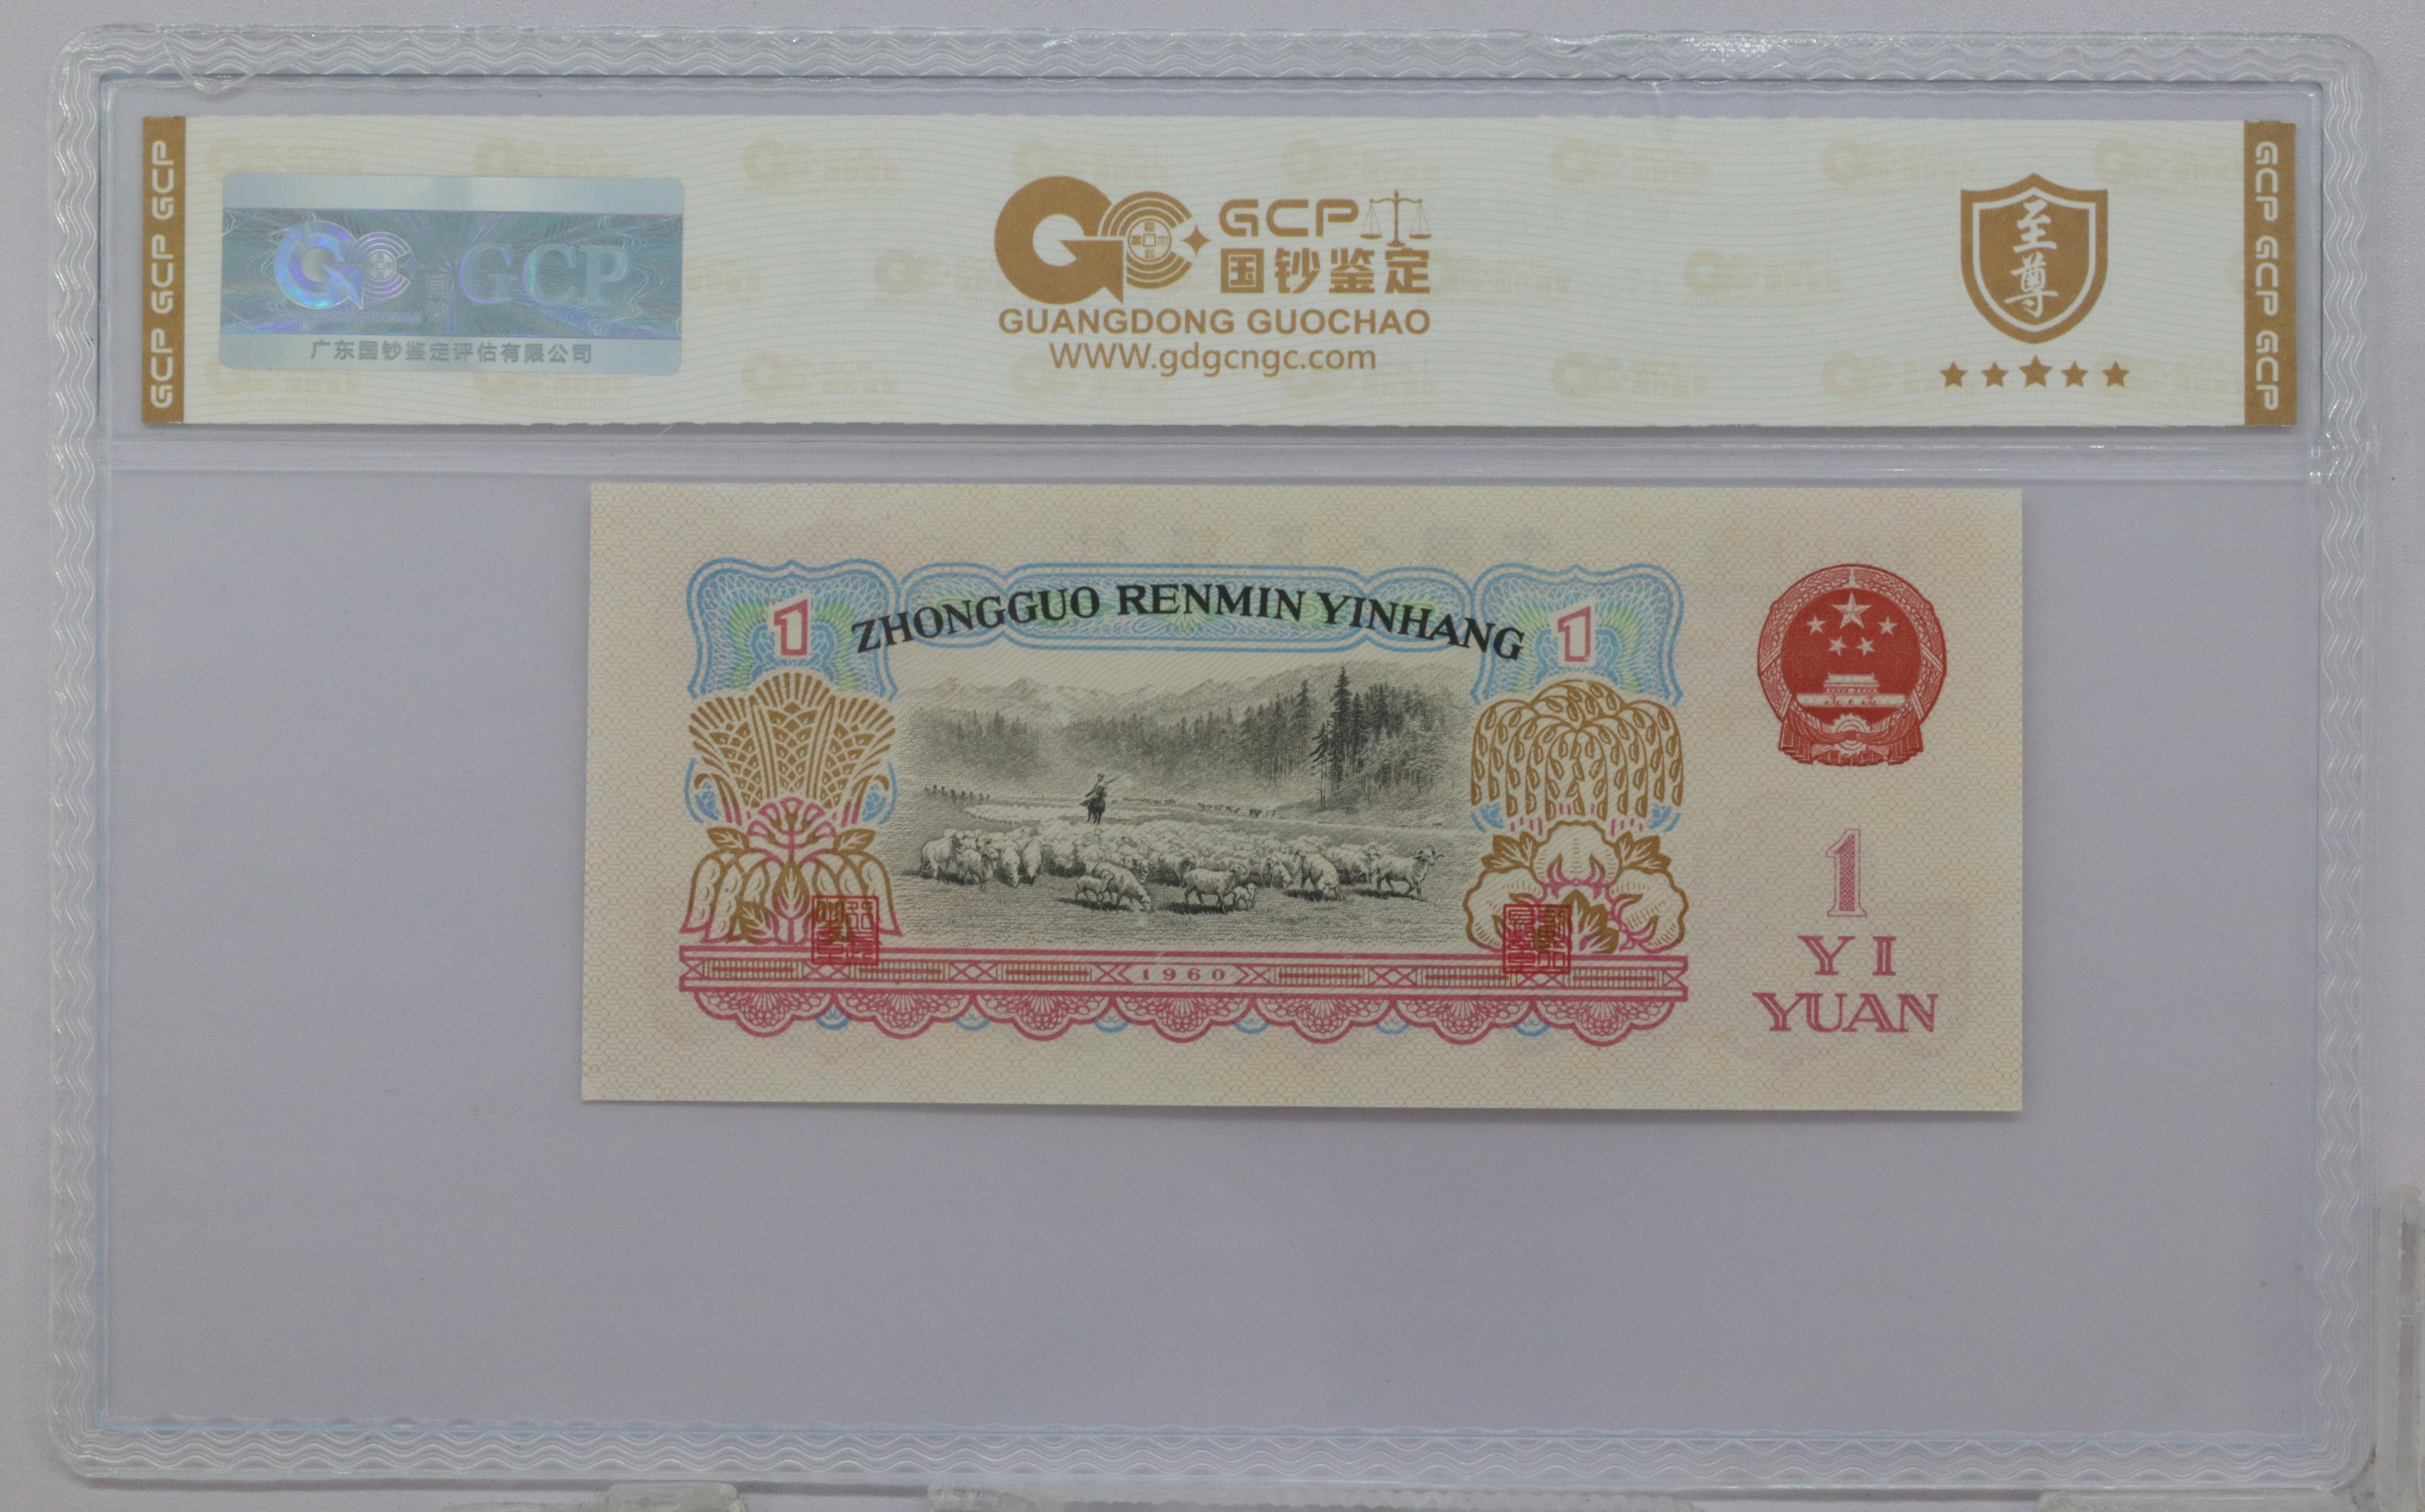 GCP GCP GCP
GCP
广东国钞鉴定评估有限公司
GCP
国钞鉴定
GUANGDONG GUOCHAO
WWW.gdgcngc.com
至尊
GCP GCP GCP
1
ZHONGGUO RENMIN YINHANG
1
1960
1
YI
YUAN